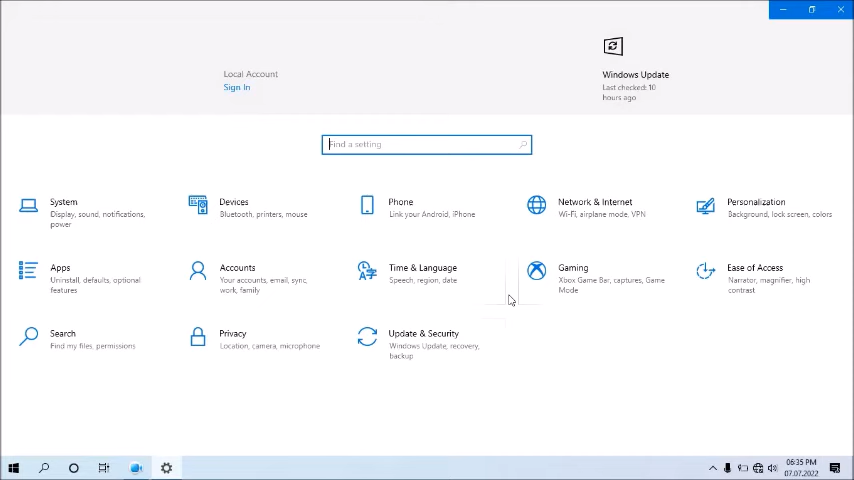 Local Account
Sign In
Windows Update
Last checked: 10
hours ago
Find a setting
System
Display, sound, notifications,
power
Devices
Bluetooth, printers, mouse
Phone
Link your Android, iPhone
Network & Internet
Wi-Fi, airplane mode, VPN
Personalization
Background, lock screen, colors
Apps
Uninstall, defaults, optional
features
Accounts
Your accounts, email, sync,
work, family
Time & Language
Speech, region, date
Gaming
Xbox Game Bar, captures, Game
Mode
Ease of Access
Narrator, magnifier, high
contrast
Search
Find my files, permissions
Privacy
Location, camera, microphone
Update & Security
Windows Update, recovery,
backup
06:35 PM
07.07.2022